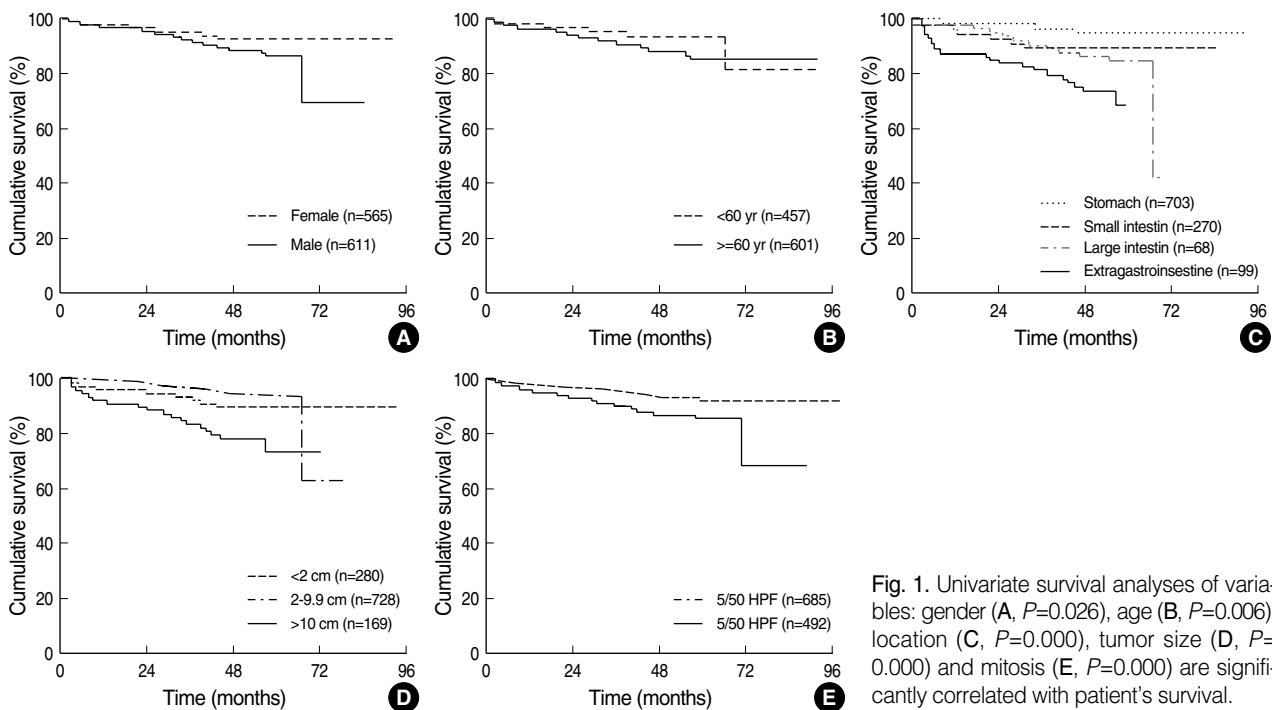 100
80
60
40
20
0
Cumulative survival (%)
Female (n=565)
Male (n=611)
0 24 48 72 96
Time (months)
A
100
80
60
40
20
0
Cumulative survival (%)
<60 yr (n=457)
>=60 yr (n=601)
0 24 48 72 96
Time (months)
B
100
80
60
40
20
0
Cumulative survival (%)
Stomach (n=703)
Small intestin (n=270)
Large intestin (n=68)
Extragastroinsestine (n=99)
0 24 48 72 96
Time (months)
C
100
80
60
40
20
0
Cumulative survival (%)
<2 cm (n=280)
2-9.9 cm (n=728)
>10 cm (n=169)
0 24 48 72 96
Time (months)
D
100
80
60
40
20
0
Cumulative survival (%)
5/50 HPF (n=685)
5/50 HPF (n=492)
0 24 48 72 96
Time (months)
E
Fig. 1. Univariate survival analyses of varia-
bles: gender (A, P=0.026), age (B, P=0.006)
location (C, P=0.000), tumor size (D, P=
0.000) and mitosis (E, P=0.000) are signifi-
cantly correlated with patient's survival.